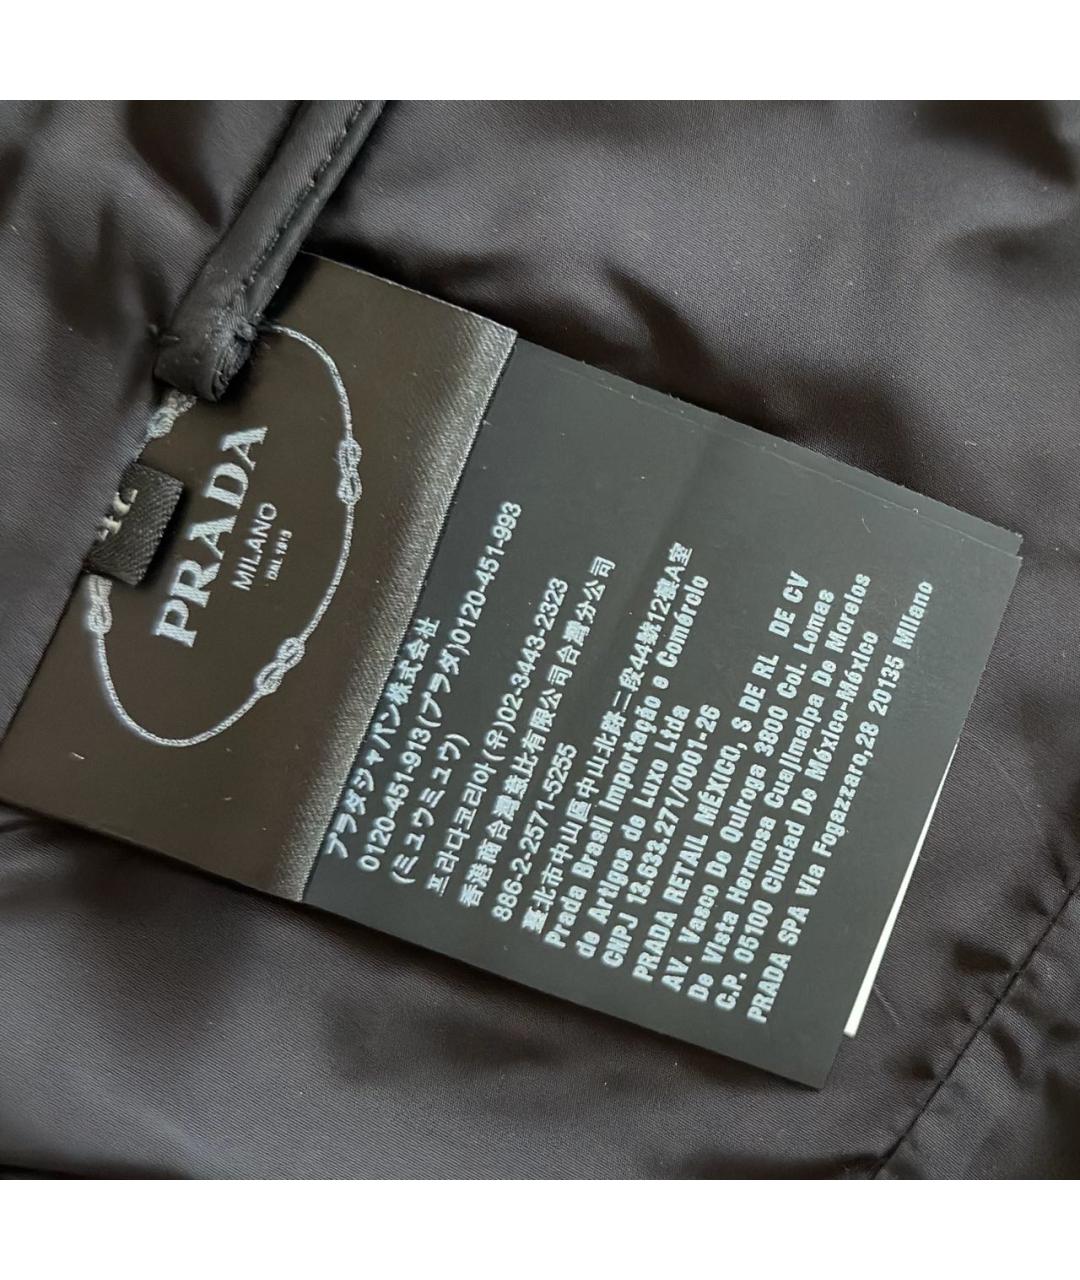 PRADA
MILANO
DAL 1913
プラダジャパン株式会社
0120-451-913(プラダ)0120-451-993
(ミュウミュウ)
프라다코리아(유)02-3443-2323
香港商台灣普拉有限公司台灣分公司
886-2-2571-5255
臺北市中山區中山北路二段44號12樓A室
Prada Brasil Importação e Comérolo
de Artigos de Luxo Ltda
CNPJ 13.633.271/0001-26
PRADA RETAIL MÉXICO, S DE RL DE CV
AV. Vasco De Quiroga 3800 Col. Lomas
De Vista Hermosa Cuajimalpa De Morelos
C.P. 05100 Ciudad De México-México
PRADA SPA Via Fogazzaro,28 20135 Milano